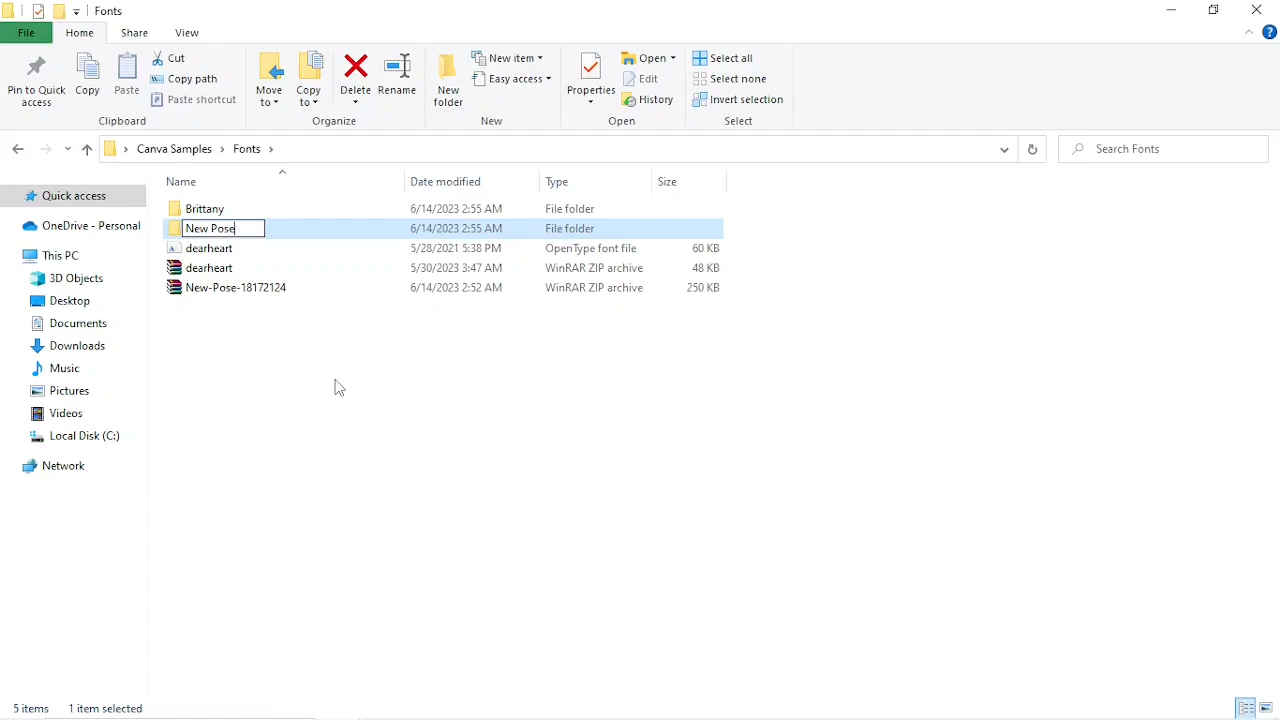 Fonts
File Home Share View
Pin to Quick access
Copy
Paste
Cut
Copy path
Paste shortcut
Clipboard
Move to
Copy to
Delete
Rename
Organize
New folder
New item
Easy access
New
Properties
Open
Edit
History
Open
Select all
Select none
Invert selection
Select
Canva Samples Fonts
Search Fonts
Quick access
OneDrive - Personal
This PC
3D Objects
Desktop
Documents
Downloads
Music
Pictures
Videos
Local Disk (C:)
Network
Name Date modified Type Size
Brittany 6/14/2023 2:55 AM File folder
New Pose 6/14/2023 2:55 AM File folder
dearheart 5/28/2021 5:38 PM OpenType font file 60 KB
dearheart 5/30/2023 3:47 AM WinRAR ZIP archive 48 KB
New-Pose-18172124 6/14/2023 2:52 AM WinRAR ZIP archive 250 KB
5 items 1 item selected